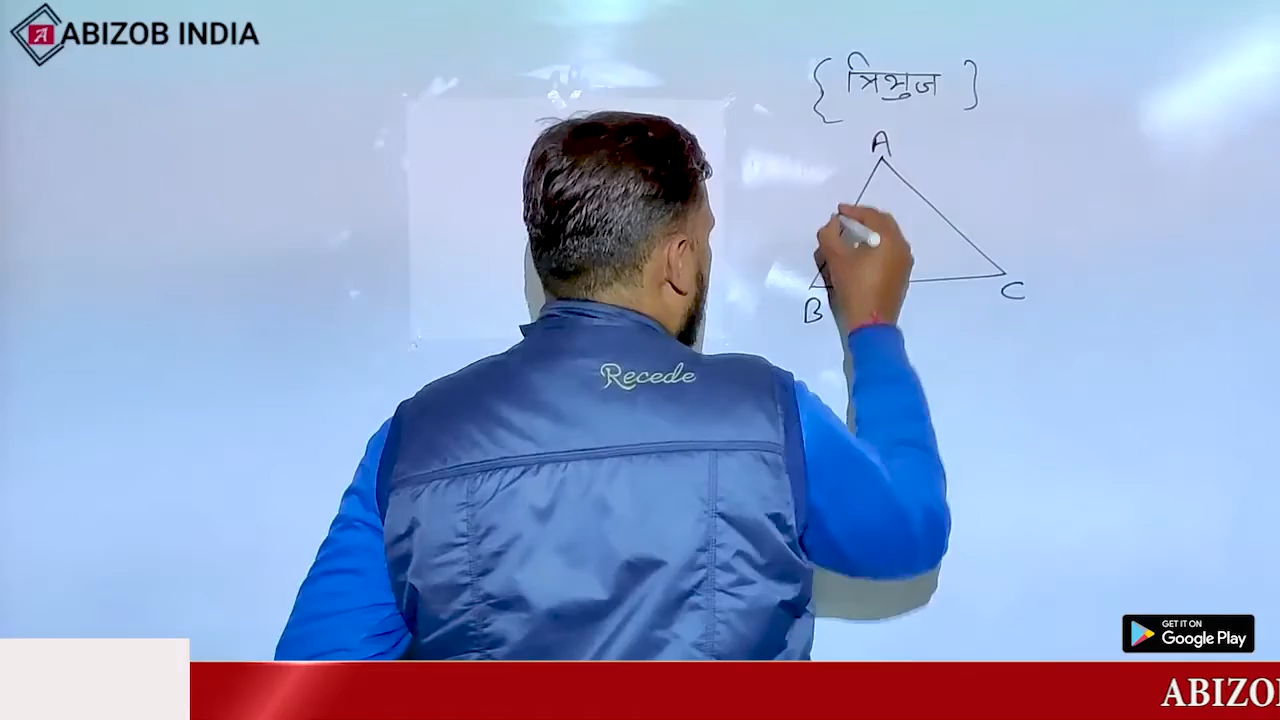 ABIZOB INDIA
{ त्रिभुज }
A
B
C
Recede
GET IT ON
Google Play
ABIZO